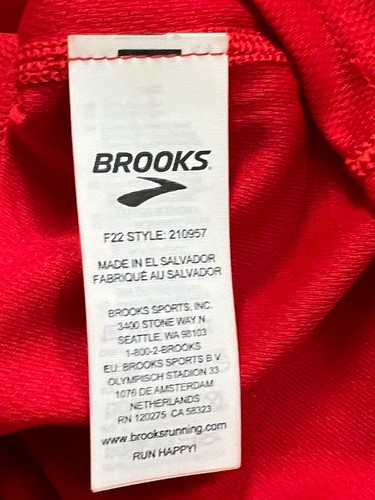 BROOKS
F22 STYLE: 210957
MADE IN EL SALVADOR
FABRIQUÉ AU SALVADOR
BROOKS SPORTS, INC.
3400 STONE WAY N
SEATTLE, WA 98103
1-800-2-BROOKS
EU: BROOKS SPORTS B.V.
OLYMPISCH STADION 33
1076 DE AMSTERDAM
NETHERLANDS
RN 120275 CA 58323
www.brooksrunning.com
RUN HAPPY!